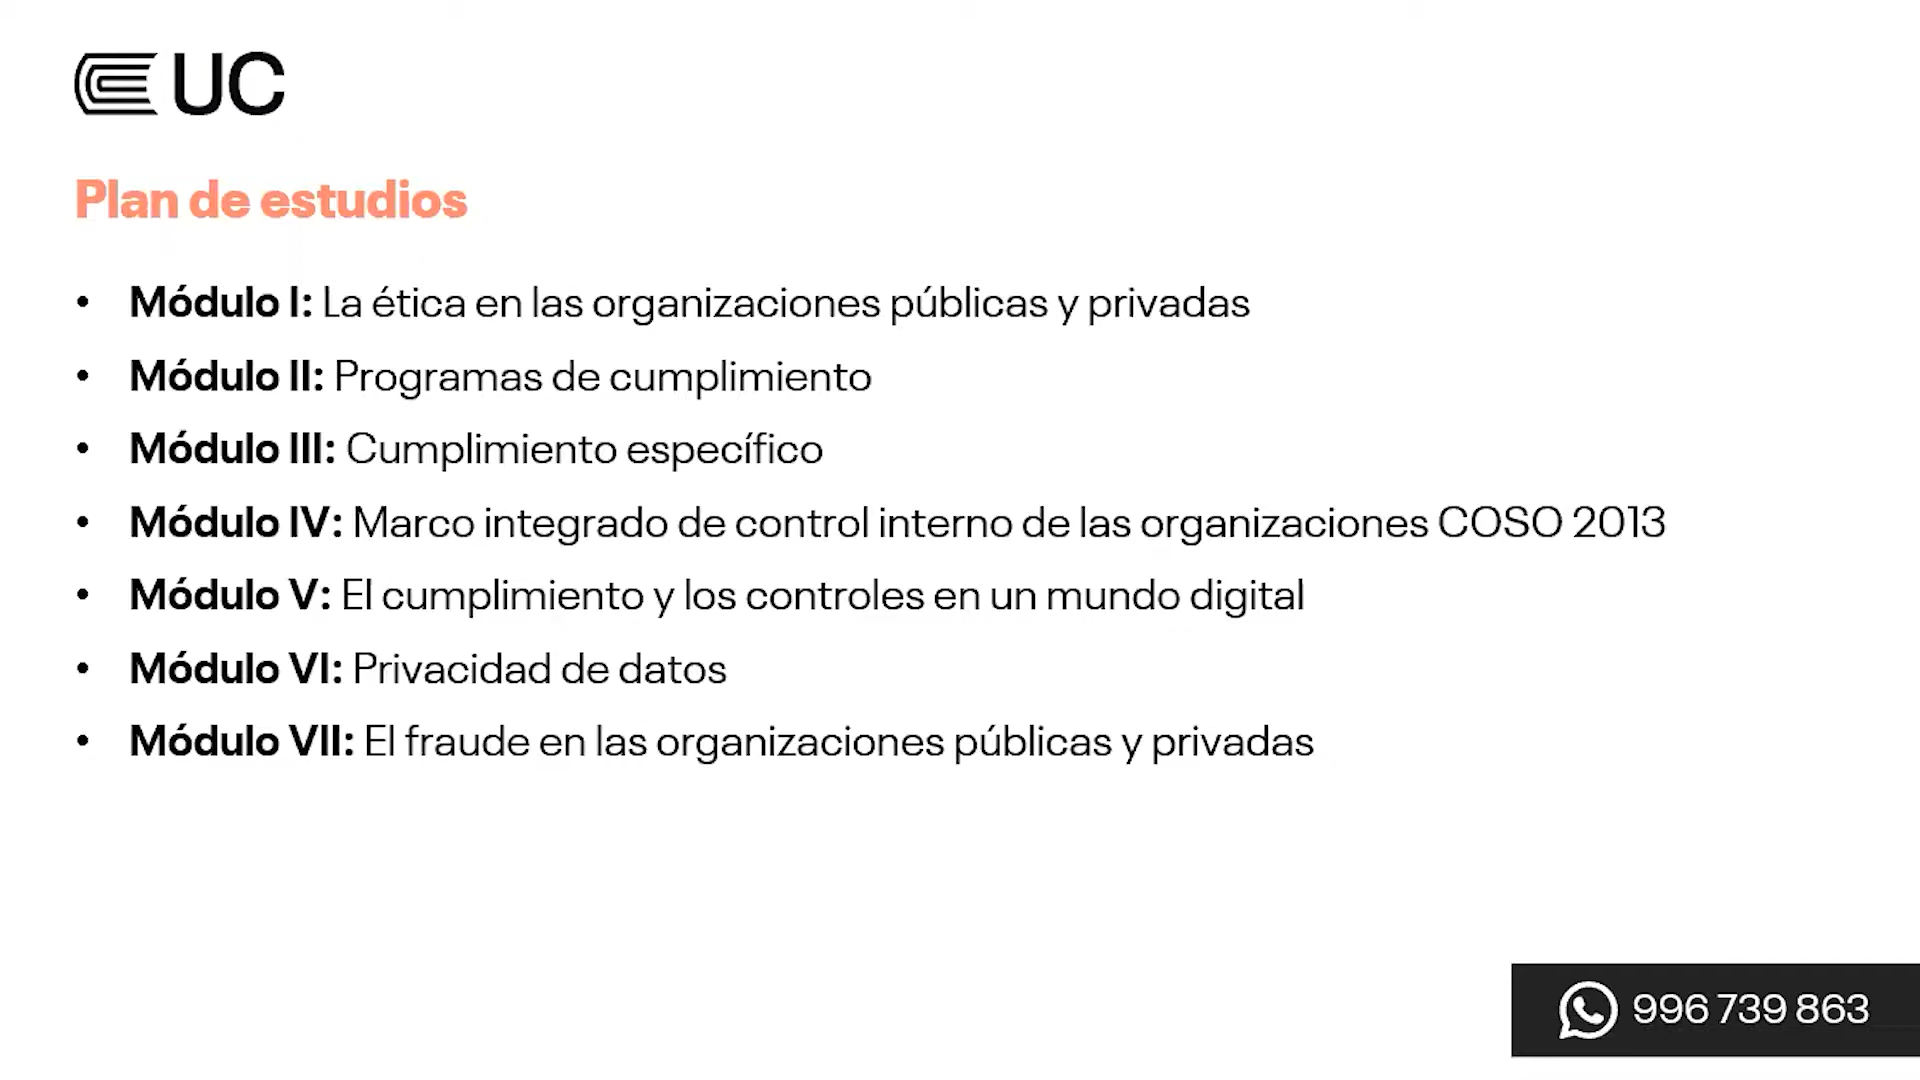 UC
Plan de estudios
• Módulo I: La ética en las organizaciones públicas y privadas
• Módulo II: Programas de cumplimiento
• Módulo III: Cumplimiento específico
• Módulo IV: Marco integrado de control interno de las organizaciones COSO 2013
• Módulo V: El cumplimiento y los controles en un mundo digital
• Módulo VI: Privacidad de datos
• Módulo VII: El fraude en las organizaciones públicas y privadas
996 739 863